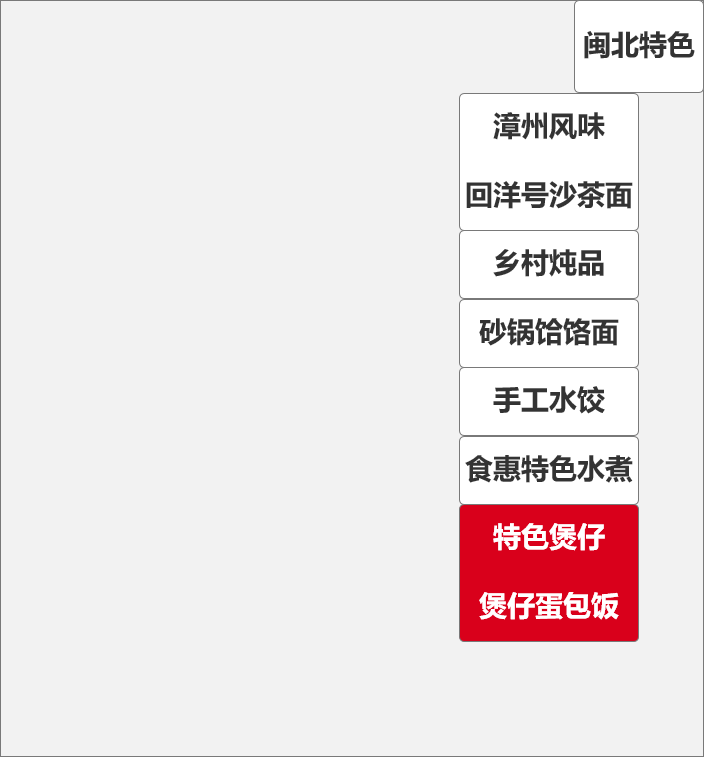 闽北特色
漳州风味
回洋号沙茶面
乡村炖品
砂锅饸饹面
手工水饺
食惠特色水煮
特色煲仔
煲仔蛋包饭